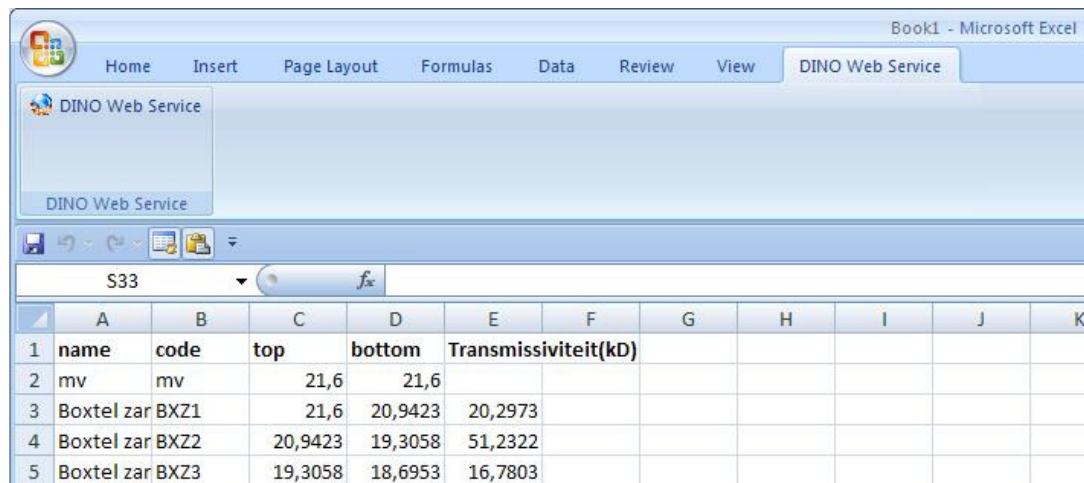 Book1 - Microsoft Excel
Home Insert Page Layout Formulas Data Review View DINO Web Service
DINO Web Service
DINO Web Service
S33 fx
A B C D E F G H I J K
1 name code top bottom Transmissiviteit(kD)
2 mv mv 21,6 21,6
3 Boxtel zar BXZ1 21,6 20,9423 20,2973
4 Boxtel zar BXZ2 20,9423 19,3058 51,2322
5 Boxtel zar BXZ3 19,3058 18,6953 16,7803